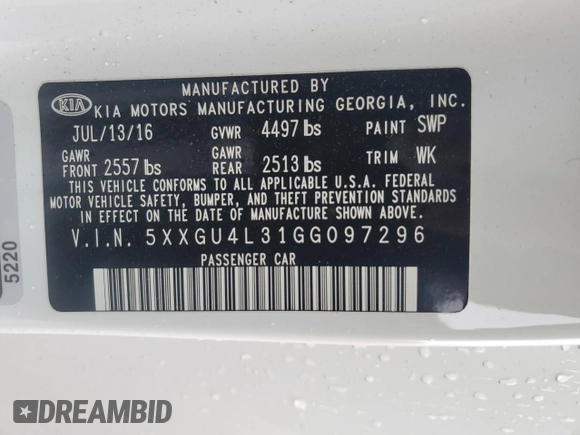 MANUFACTURED BY
KIA KIA MOTORS MANUFACTURING GEORGIA, INC.
JUL/13/16 GVWR 4497 lbs PAINT SWP
GAWR FRONT 2557 lbs GAWR REAR 2513 lbs TRIM WK
THIS VEHICLE CONFORMS TO ALL APPLICABLE U.S.A. FEDERAL
MOTOR VEHICLE SAFETY, BUMPER, AND THEFT PREVENTION STANDARDS
IN EFFECT ON THE DATE OF MANUFACTURE SHOWN ABOVE.
V.I.N. 5XXGU4L31GG097296
PASSENGER CAR
5220
DREAMBID